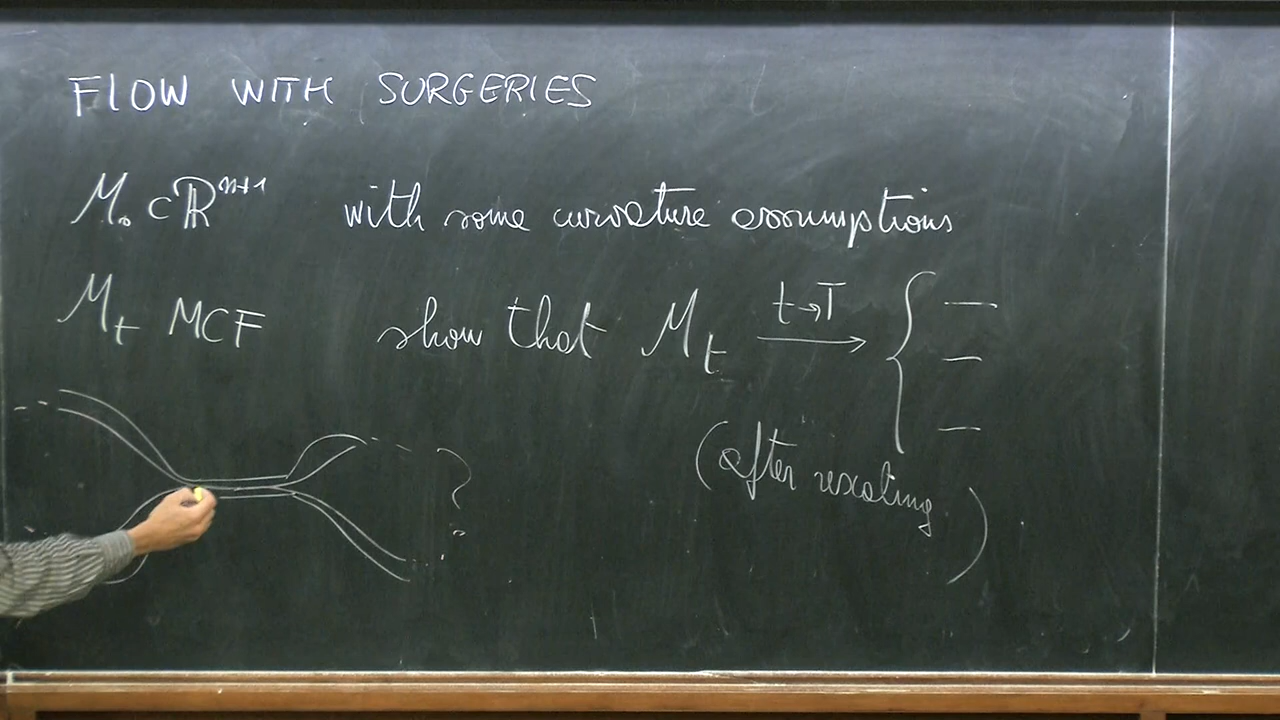 FLOW WITH SURGERIES
M₀ ⊂ ℝⁿ⁺¹ with some curvature assumptions
Mₜ MCF show that Mₜ t→T → { — — —
(after rescaling)
?